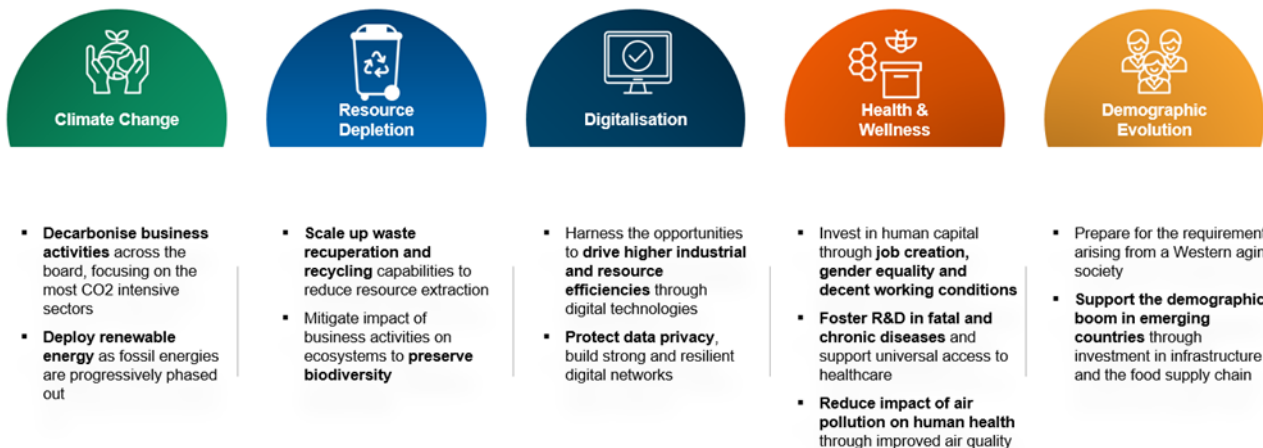 Climate Change
Resource
Depletion
Digitalisation
Health &
Wellness
Demographic
Evolution
▪ Decarbonise business
activities across the
board, focusing on the
most CO2 intensive
sectors
▪ Deploy renewable
energy as fossil energies
are progressively phased
out
▪ Scale up waste
recuperation and
recycling capabilities to
reduce resource extraction
▪ Mitigate impact of
business activities on
ecosystems to preserve
biodiversity
▪ Harness the opportunities
to drive higher industrial
and resource
efficiencies through
digital technologies
▪ Protect data privacy,
build strong and resilient
digital networks
▪ Invest in human capital
through job creation,
gender equality and
decent working conditions
▪ Foster R&D in fatal and
chronic diseases and
support universal access to
healthcare
▪ Reduce impact of air
pollution on human health
through improved air quality
▪ Prepare for the requirement
arising from a Western agin
society
▪ Support the demographic
boom in emerging
countries through
investment in infrastructure
and the food supply chain